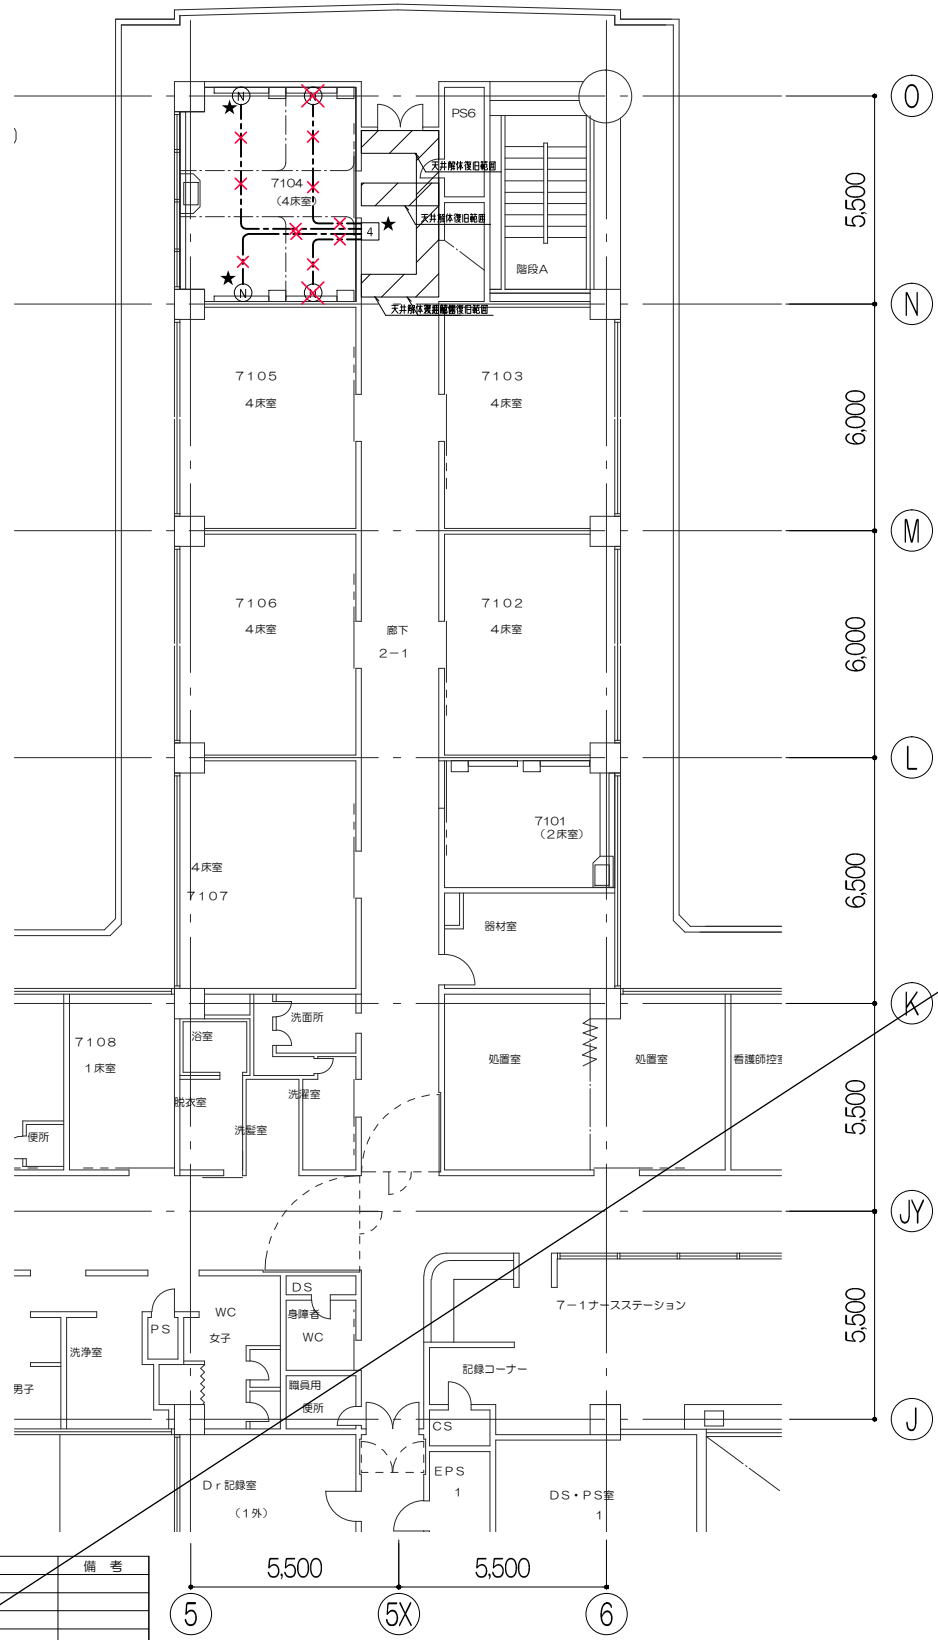 O
PS6
N
N
天井解体復旧範囲
5,500
7104
(4床室)
天井解体復旧範囲
★
4
階段A
N
天井解体復旧範囲
N
7105
4床室
7103
4床室
6,000
M
7106
4床室
廊下
2-1
7102
4床室
6,000
L
7101
(2床室)
4床室
7107
6,500
器材室
K
7108
1床室
浴室
洗面所
処置室
処置室
看護師控室
脱衣室
洗濯室
洗髪室
便所
5,500
JY
DS
7-1ナースステーション
PS
WC
女子
身障者
WC
5,500
洗浄室
記録コーナー
男子
職員用
便所
CS
J
Dr記録室
(1外)
EPS
1
DS・PS室
1
備 考
5,500
5,500
5
5X
6